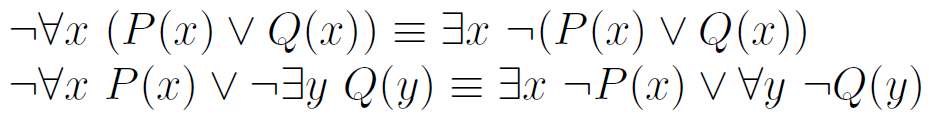 ¬∀x (P(x) ∨ Q(x)) ≡ ∃x ¬(P(x) ∨ Q(x))
¬∀x P(x) ∨ ¬∃y Q(y) ≡ ∃x ¬P(x) ∨ ∀y ¬Q(y)